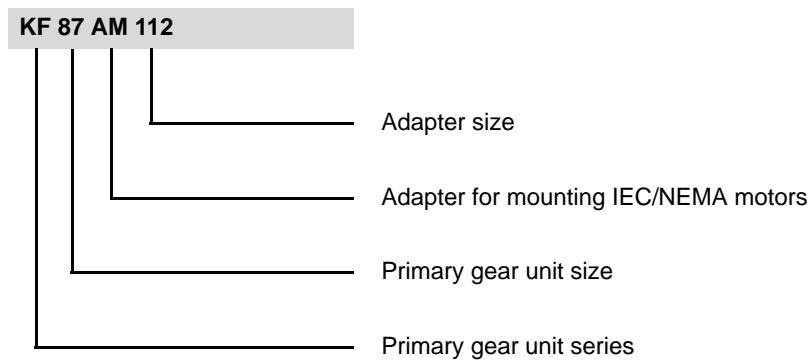 KF 87 AM 112
Adapter size
Adapter for mounting IEC/NEMA motors
Primary gear unit size
Primary gear unit series